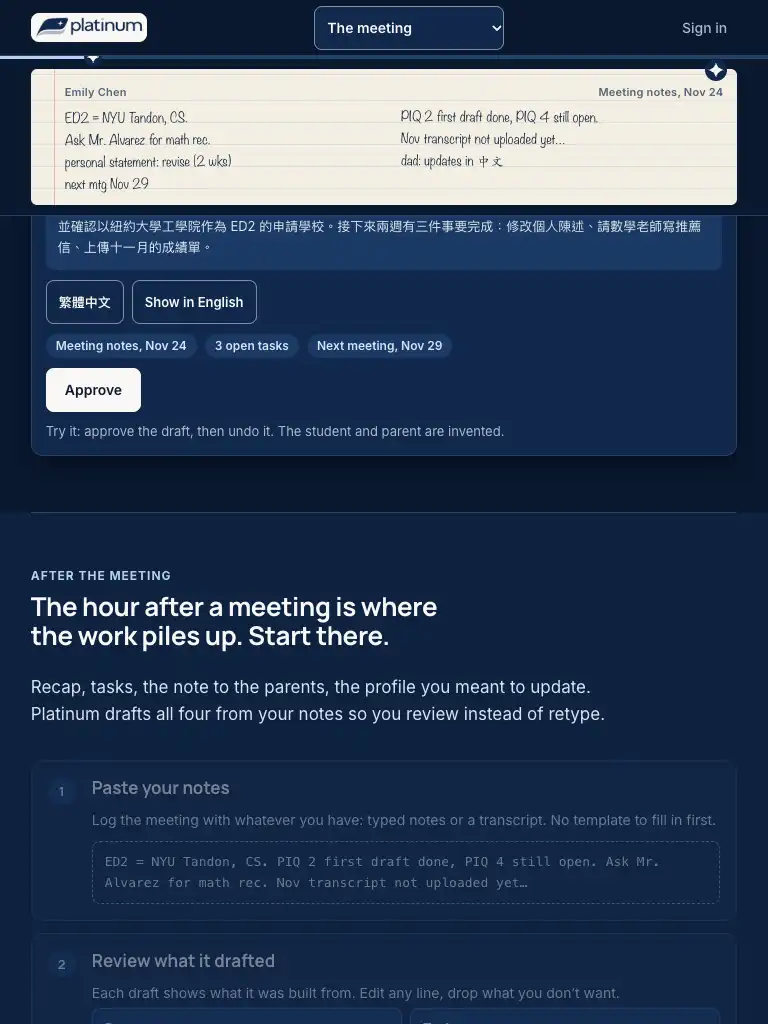 platinum
The meeting
Sign in
Emily Chen
Meeting notes, Nov 24
ED2 = NYU Tandon, CS.
Ask Mr. Alvarez for math rec.
personal statement: revise (2 wks)
next mtg Nov 29
PIQ 2 first draft done, PIQ 4 still open.
Nov transcript not uploaded yet...
dad: updates in 中文
並確認以紐約大學工學院作為 ED2 的申請學校。接下來兩週有三件事要完成：修改個人陳述、請數學老師寫推薦
信、上傳十一月的成績單。
繁體中文
Show in English
Meeting notes, Nov 24
3 open tasks
Next meeting, Nov 29
Approve
Try it: approve the draft, then undo it. The student and parent are invented.
AFTER THE MEETING
The hour after a meeting is where
the work piles up. Start there.
Recap, tasks, the note to the parents, the profile you meant to update.
Platinum drafts all four from your notes so you review instead of retype.
1
Paste your notes
Log the meeting with whatever you have: typed notes or a transcript. No template to fill in first.
ED2 = NYU Tandon, CS. PIQ 2 first draft done, PIQ 4 still open. Ask Mr.
Alvarez for math rec. Nov transcript not uploaded yet…
2
Review what it drafted
Each draft shows what it was built from. Edit any line, drop what you don't want.